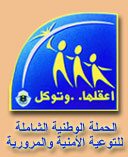 اعقلها.. وتوكل
الحملة الوطنية الشاملة
للتوعية الأمنية والمرورية